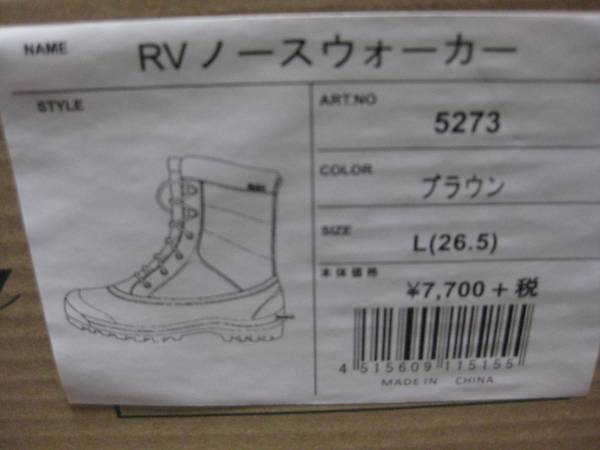 NAME
RVノースウォーカー
STYLE
ART.NO
5273
COLOR
ブラウン
SIZE
L(26.5)
本体価格
¥7,700+税
4 515609 115155
MADE IN CHINA